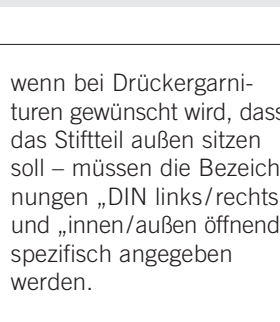 wenn bei Drückergarni-
turen gewünscht wird, dass
das Stiftteil außen sitzen
soll – müssen die Bezeich
nungen „DIN links/rechts
und „innen/außen öffnend
spezifisch angegeben
werden.